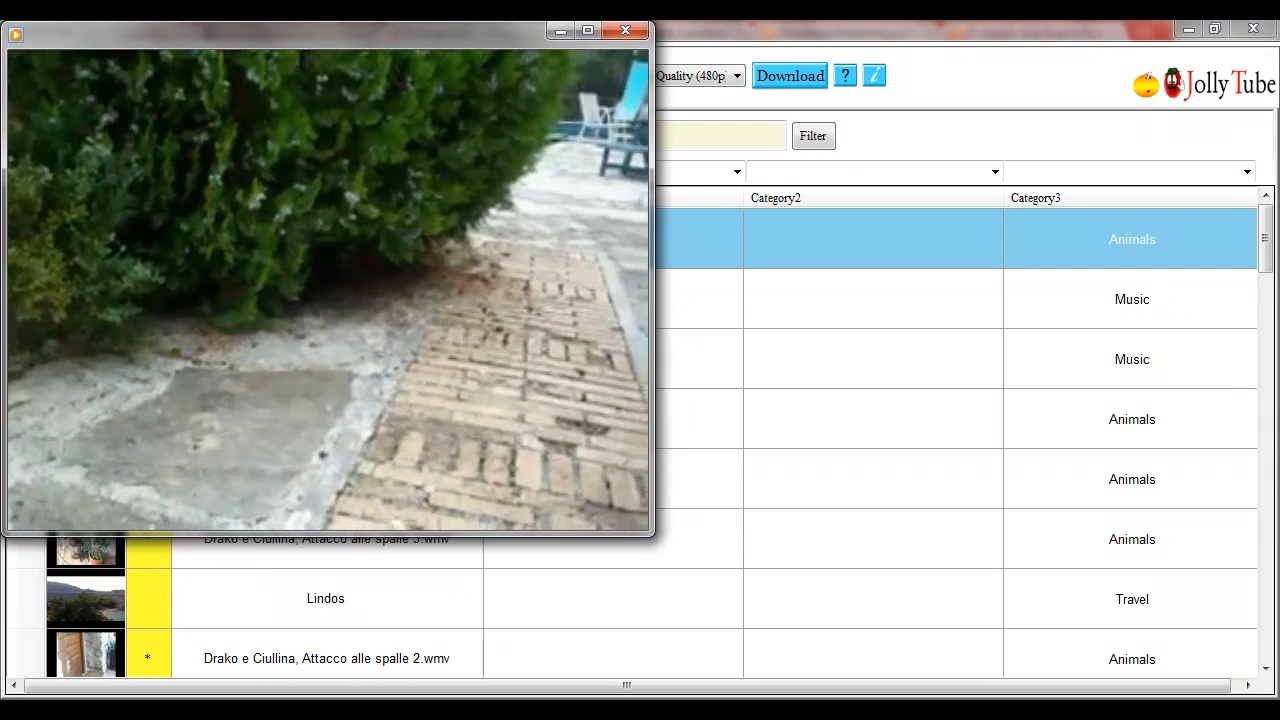 Quality (480p)
Download
?
i
Jolly Tube
Filter
Category2
Category3
Animals
Music
Music
Animals
Animals
Drako e Ciullina, Attacco alle spalle 3.wmv
Animals
Lindos
Travel
*
Drako e Ciullina, Attacco alle spalle 2.wmv
Animals